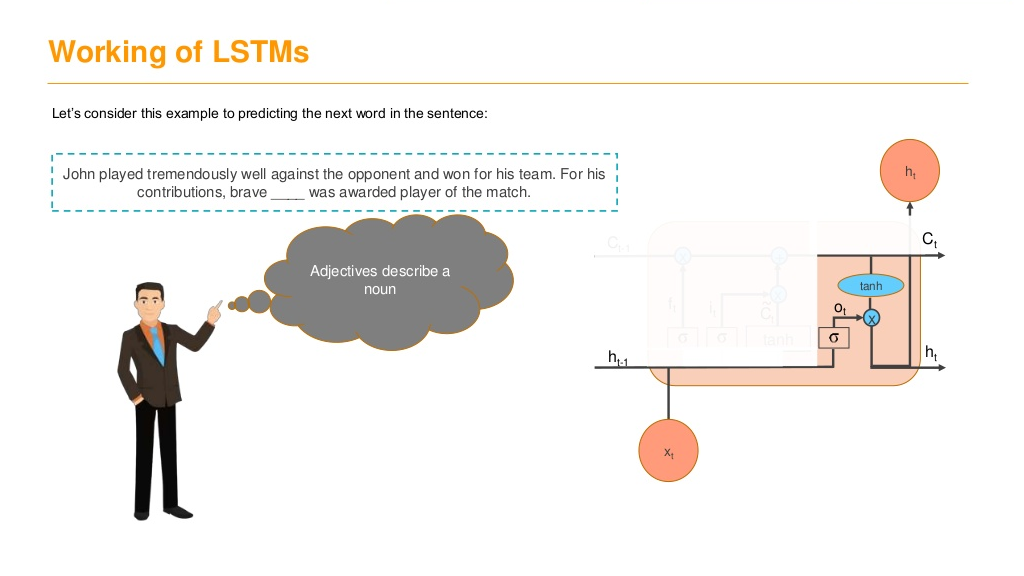 Working of LSTMs
Let's consider this example to predicting the next word in the sentence:
John played tremendously well against the opponent and won for his team. For his
contributions, brave ____ was awarded player of the match.
Adjectives describe a
noun
hₜ
Cₜ₋₁
Cₜ
tanh
fₜ
iₜ
C̃ₜ
oₜ
x
σ
σ
tanh
σ
hₜ₋₁
hₜ
xₜ